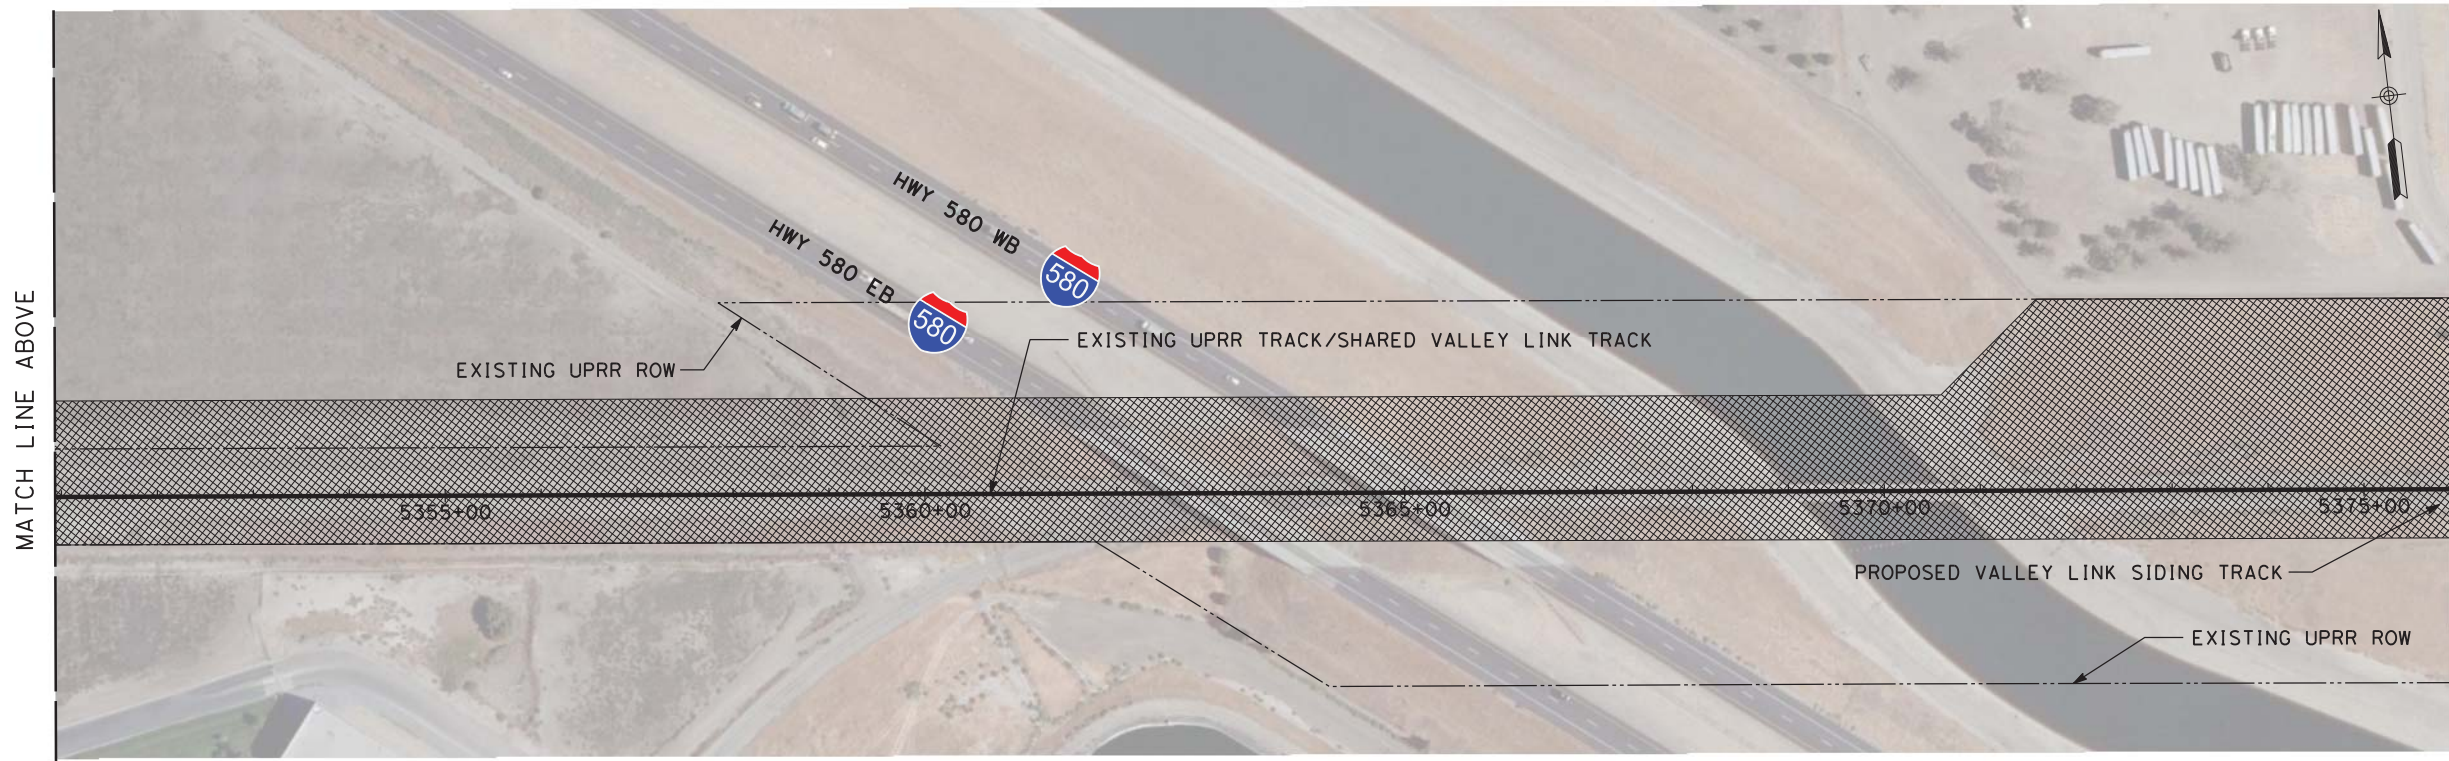 MATCH LINE ABOVE
HWY 580 WB
580
HWY 580 EB
580
EXISTING UPRR TRACK/SHARED VALLEY LINK TRACK
EXISTING UPRR ROW
5355+00
5360+00
5365+00
5370+00
5375+00
PROPOSED VALLEY LINK SIDING TRACK
EXISTING UPRR ROW